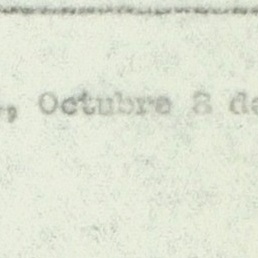 , Octubre 8 de